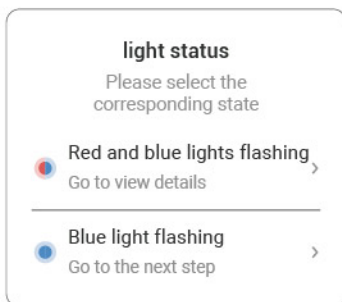 light status
Please select the
corresponding state
Red and blue lights flashing
Go to view details
Blue light flashing
Go to the next step